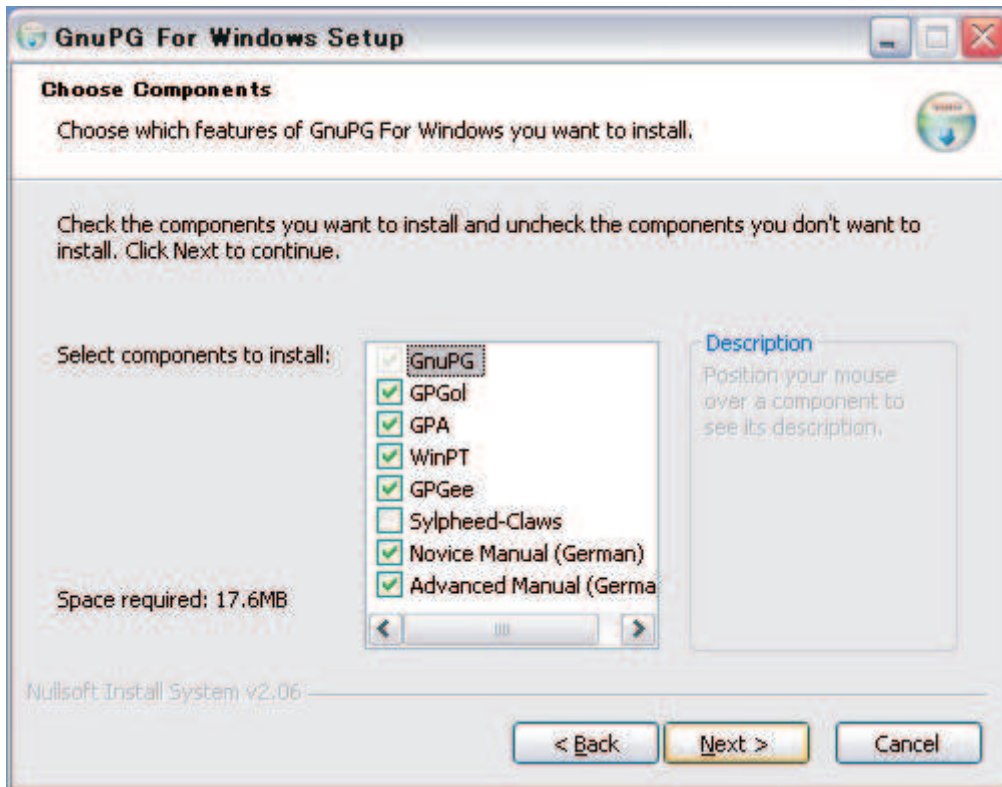 GnuPG For Windows Setup
Choose Components
Choose which features of GnuPG For Windows you want to install.
Check the components you want to install and uncheck the components you don't want to
install. Click Next to continue.
Select components to install:
GnuPG
GPGol
GPA
WinPT
GPGee
Sylpheed-Claws
Novice Manual (German)
Advanced Manual (Germa
Description
Position your mouse
over a component to
see its description.
Space required: 17.6MB
Nullsoft Install System v2.06
< Back
Next >
Cancel